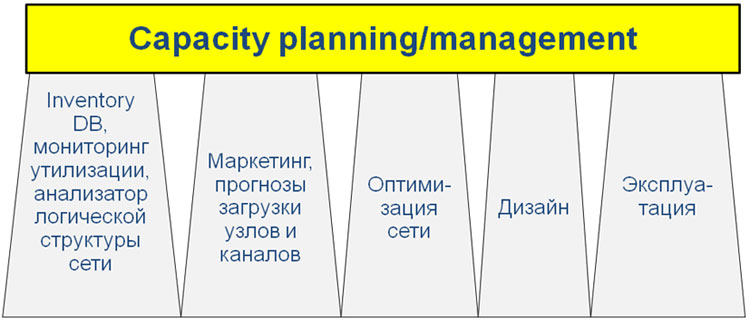 Capacity planning/management
Inventory
DB,
мониторинг
утилизации,
анализатор
логической
структуры
сети
Маркетинг,
прогнозы
загрузки
узлов и
каналов
Оптими-
зация
сети
Дизайн
Эксплуа-
тация